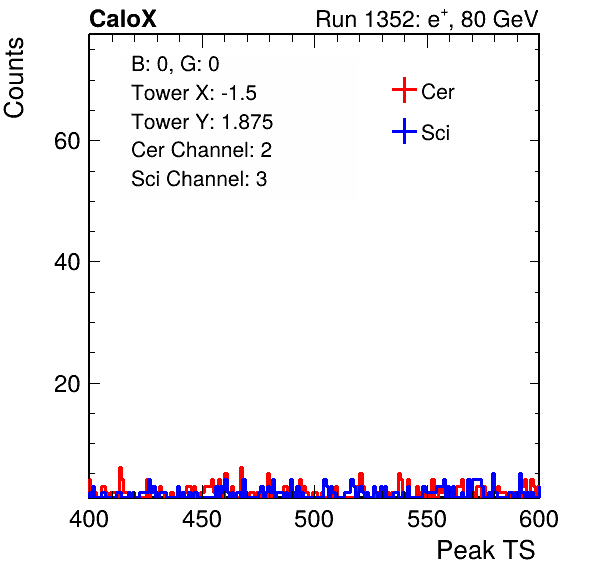 CaloX Run 1352: e⁺, 80 GeV
Counts
B: 0, G: 0
Tower X: -1.5
Tower Y: 1.875
Cer Channel: 2
Sci Channel: 3
Cer
Sci
60
40
20
400 450 500 550 600
Peak TS